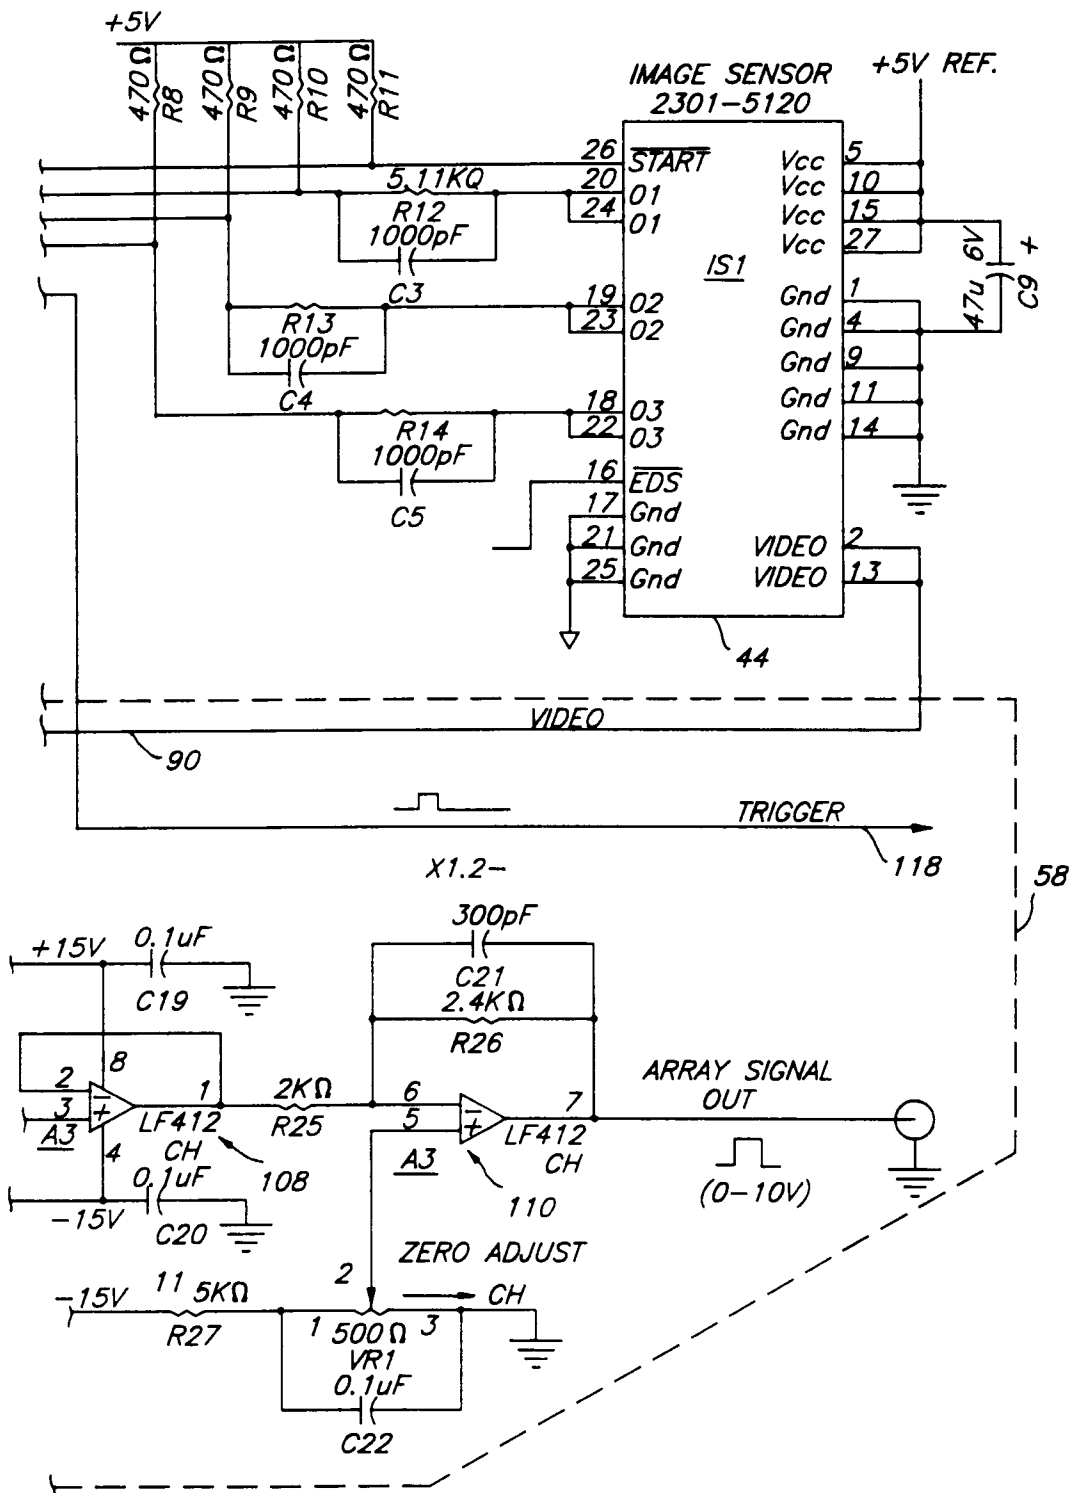 +5V
470Ω
R8
470Ω
R9
470Ω
R10
470Ω
R11
IMAGE SENSOR
2301-5120
+5V REF.
26 START Vcc 5
5.11KQ
20 01 Vcc 10
R12
24 01 Vcc 15
1000pF
Vcc 27
C3
IS1
47u 6V
C9 +
19 02 Gnd 1
R13
23 02 Gnd 4
1000pF
C4
Gnd 9
18 03 Gnd 11
R14
22 03 Gnd 14
1000pF
C5
16 EDS
17 Gnd
21 Gnd VIDEO 2
25 Gnd VIDEO 13
44
VIDEO
90
TRIGGER
118
X1.2-
58
300pF
C21
2.4KΩ
R26
+15V
0.1uF
C19
8
2 −
3 +
1
A3
4
LF412
CH
108
2KΩ
R25
6 −
5 +
7
A3
LF412
CH
110
ARRAY SIGNAL
OUT
(0-10V)
-15V
0.1uF
C20
ZERO ADJUST
2
CH
-15V
11 5KΩ
R27
1 500Ω 3
VR1
0.1uF
C22